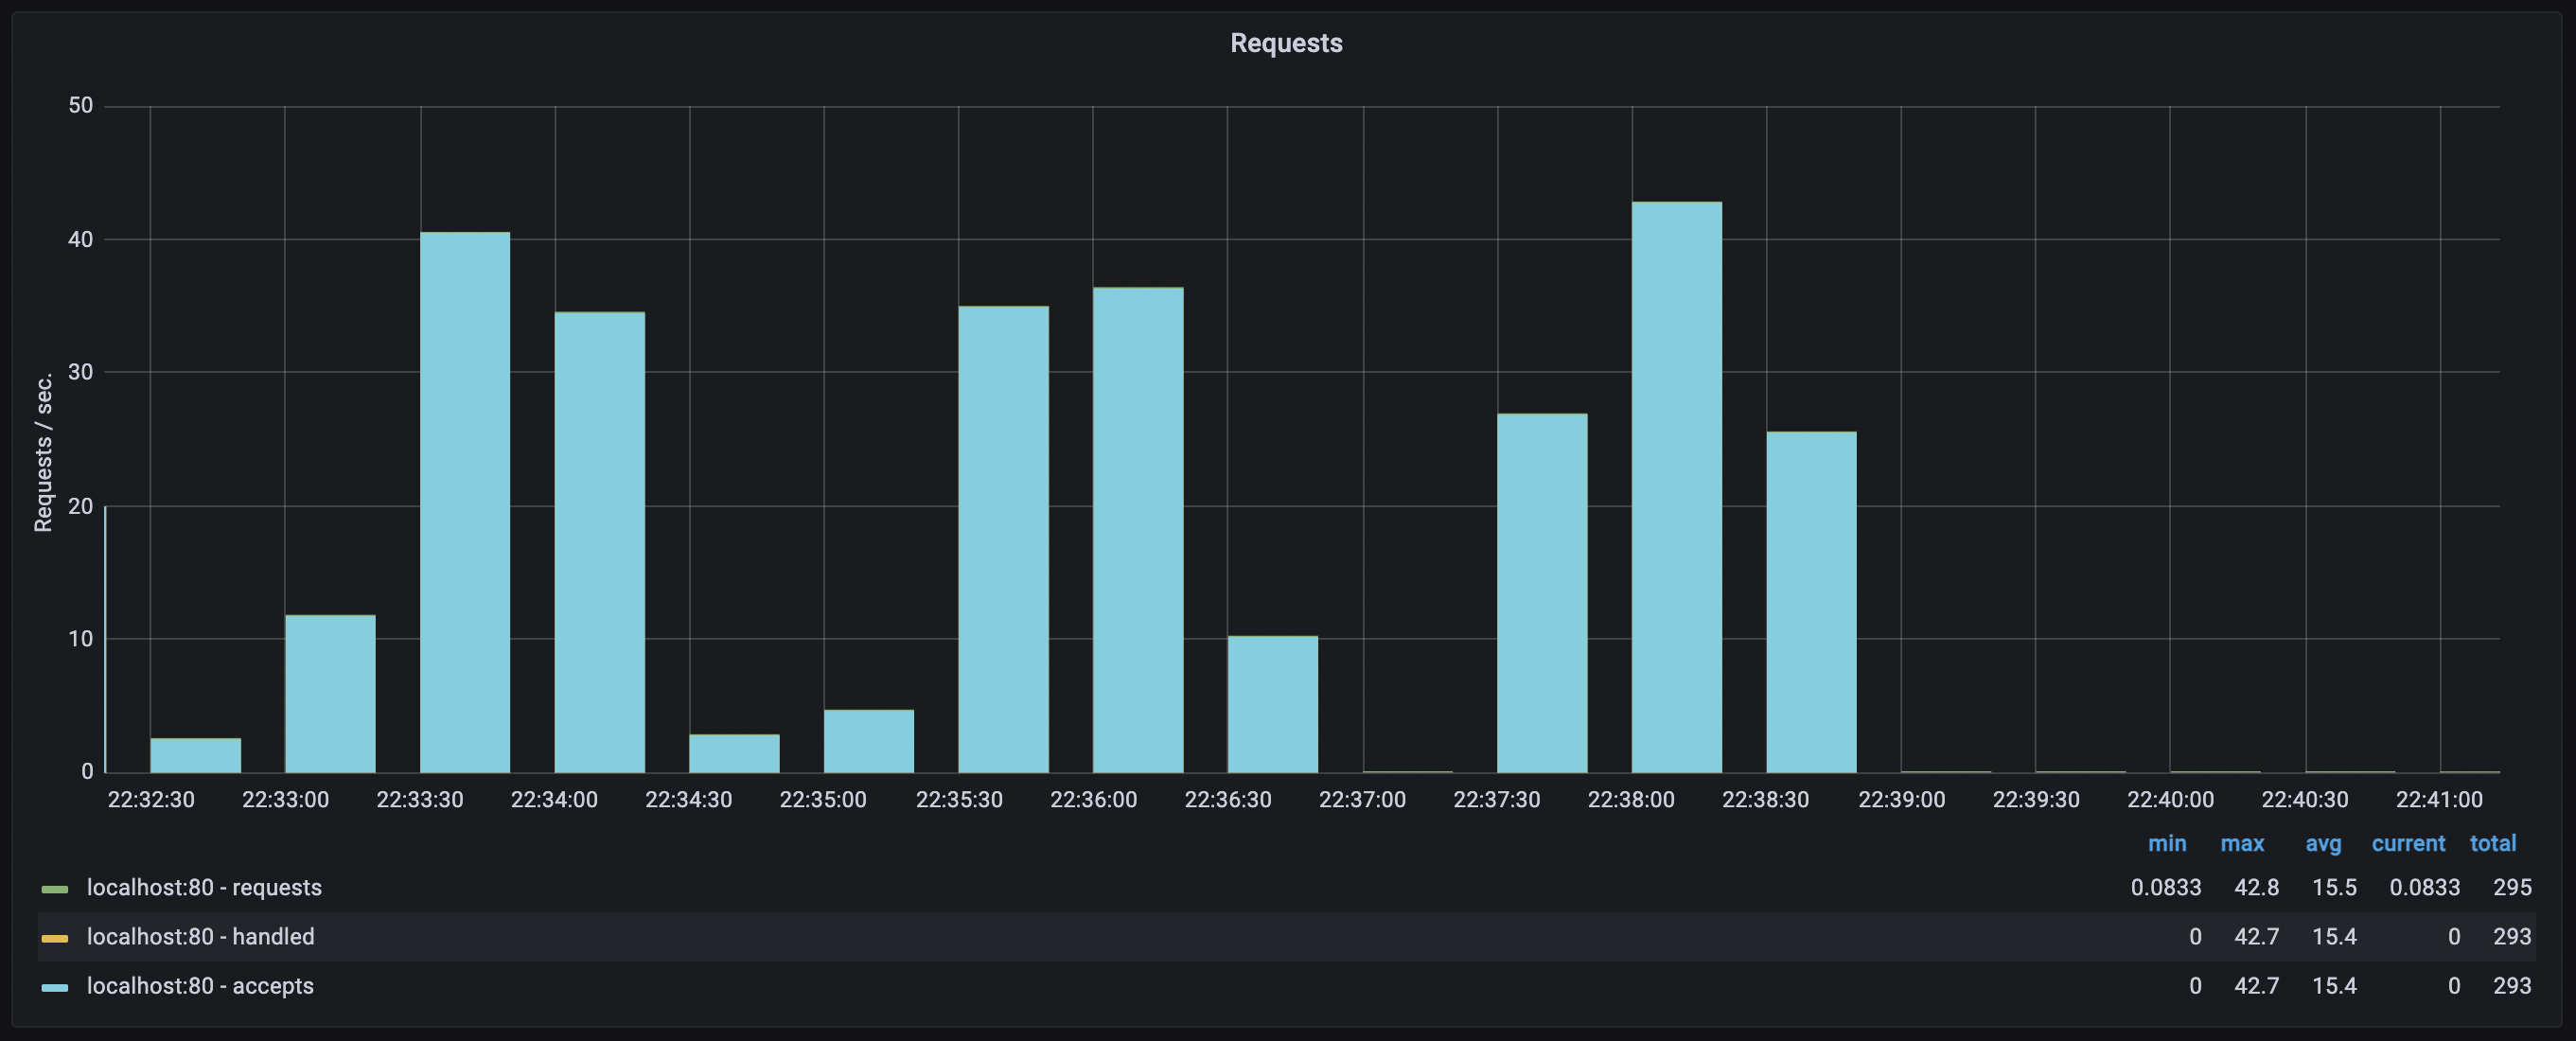 Requests
50
40
30
20
10
0
Requests / sec.
22:32:30 22:33:00 22:33:30 22:34:00 22:34:30 22:35:00 22:35:30 22:36:00 22:36:30 22:37:00 22:37:30 22:38:00 22:38:30 22:39:00 22:39:30 22:40:00 22:40:30 22:41:00
min max avg current total
localhost:80 - requests 0.0833 42.8 15.5 0.0833 295
localhost:80 - handled 0 42.7 15.4 0 293
localhost:80 - accepts 0 42.7 15.4 0 293